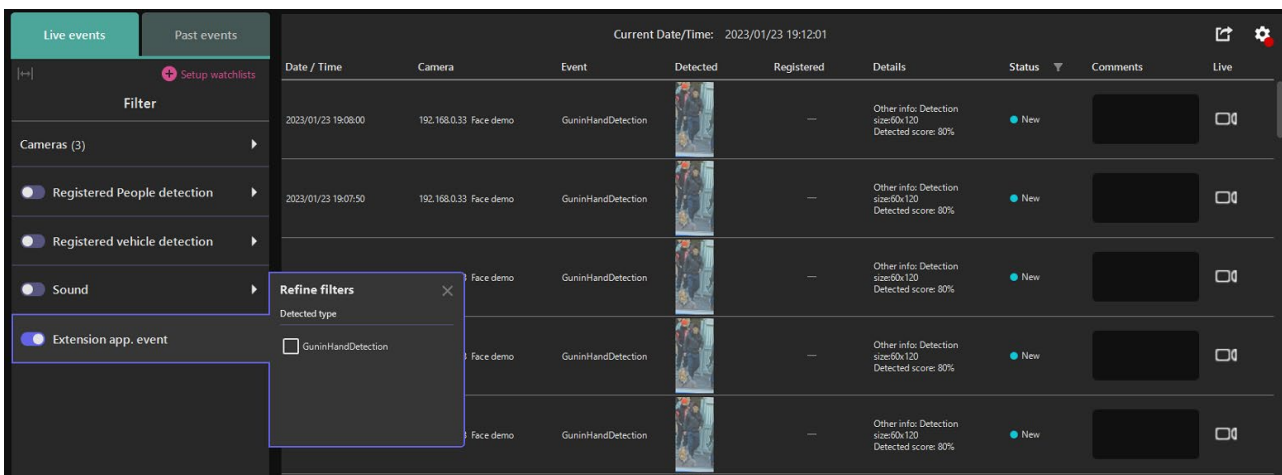 Live events
Past events
Current Date/Time: 2023/01/23 19:12:01
Setup watchlists
Filter
Cameras (3)
Registered People detection
Registered vehicle detection
Sound
Extension app. event
Refine filters
Detected type
GuninHandDetection
Date / Time Camera Event Detected Registered Details Status Comments Live
2023/01/23 19:08:00 192.168.0.33 Face demo GuninHandDetection —
Other info: Detection
size:60x120
Detected score: 80%
New
2023/01/23 19:07:50 192.168.0.33 Face demo GuninHandDetection —
Other info: Detection
size:60x120
Detected score: 80%
New
Face demo GuninHandDetection —
Other info: Detection
size:60x120
Detected score: 80%
New
Face demo GuninHandDetection —
Other info: Detection
size:60x120
Detected score: 80%
New
Face demo GuninHandDetection —
Other info: Detection
size:60x120
Detected score: 80%
New